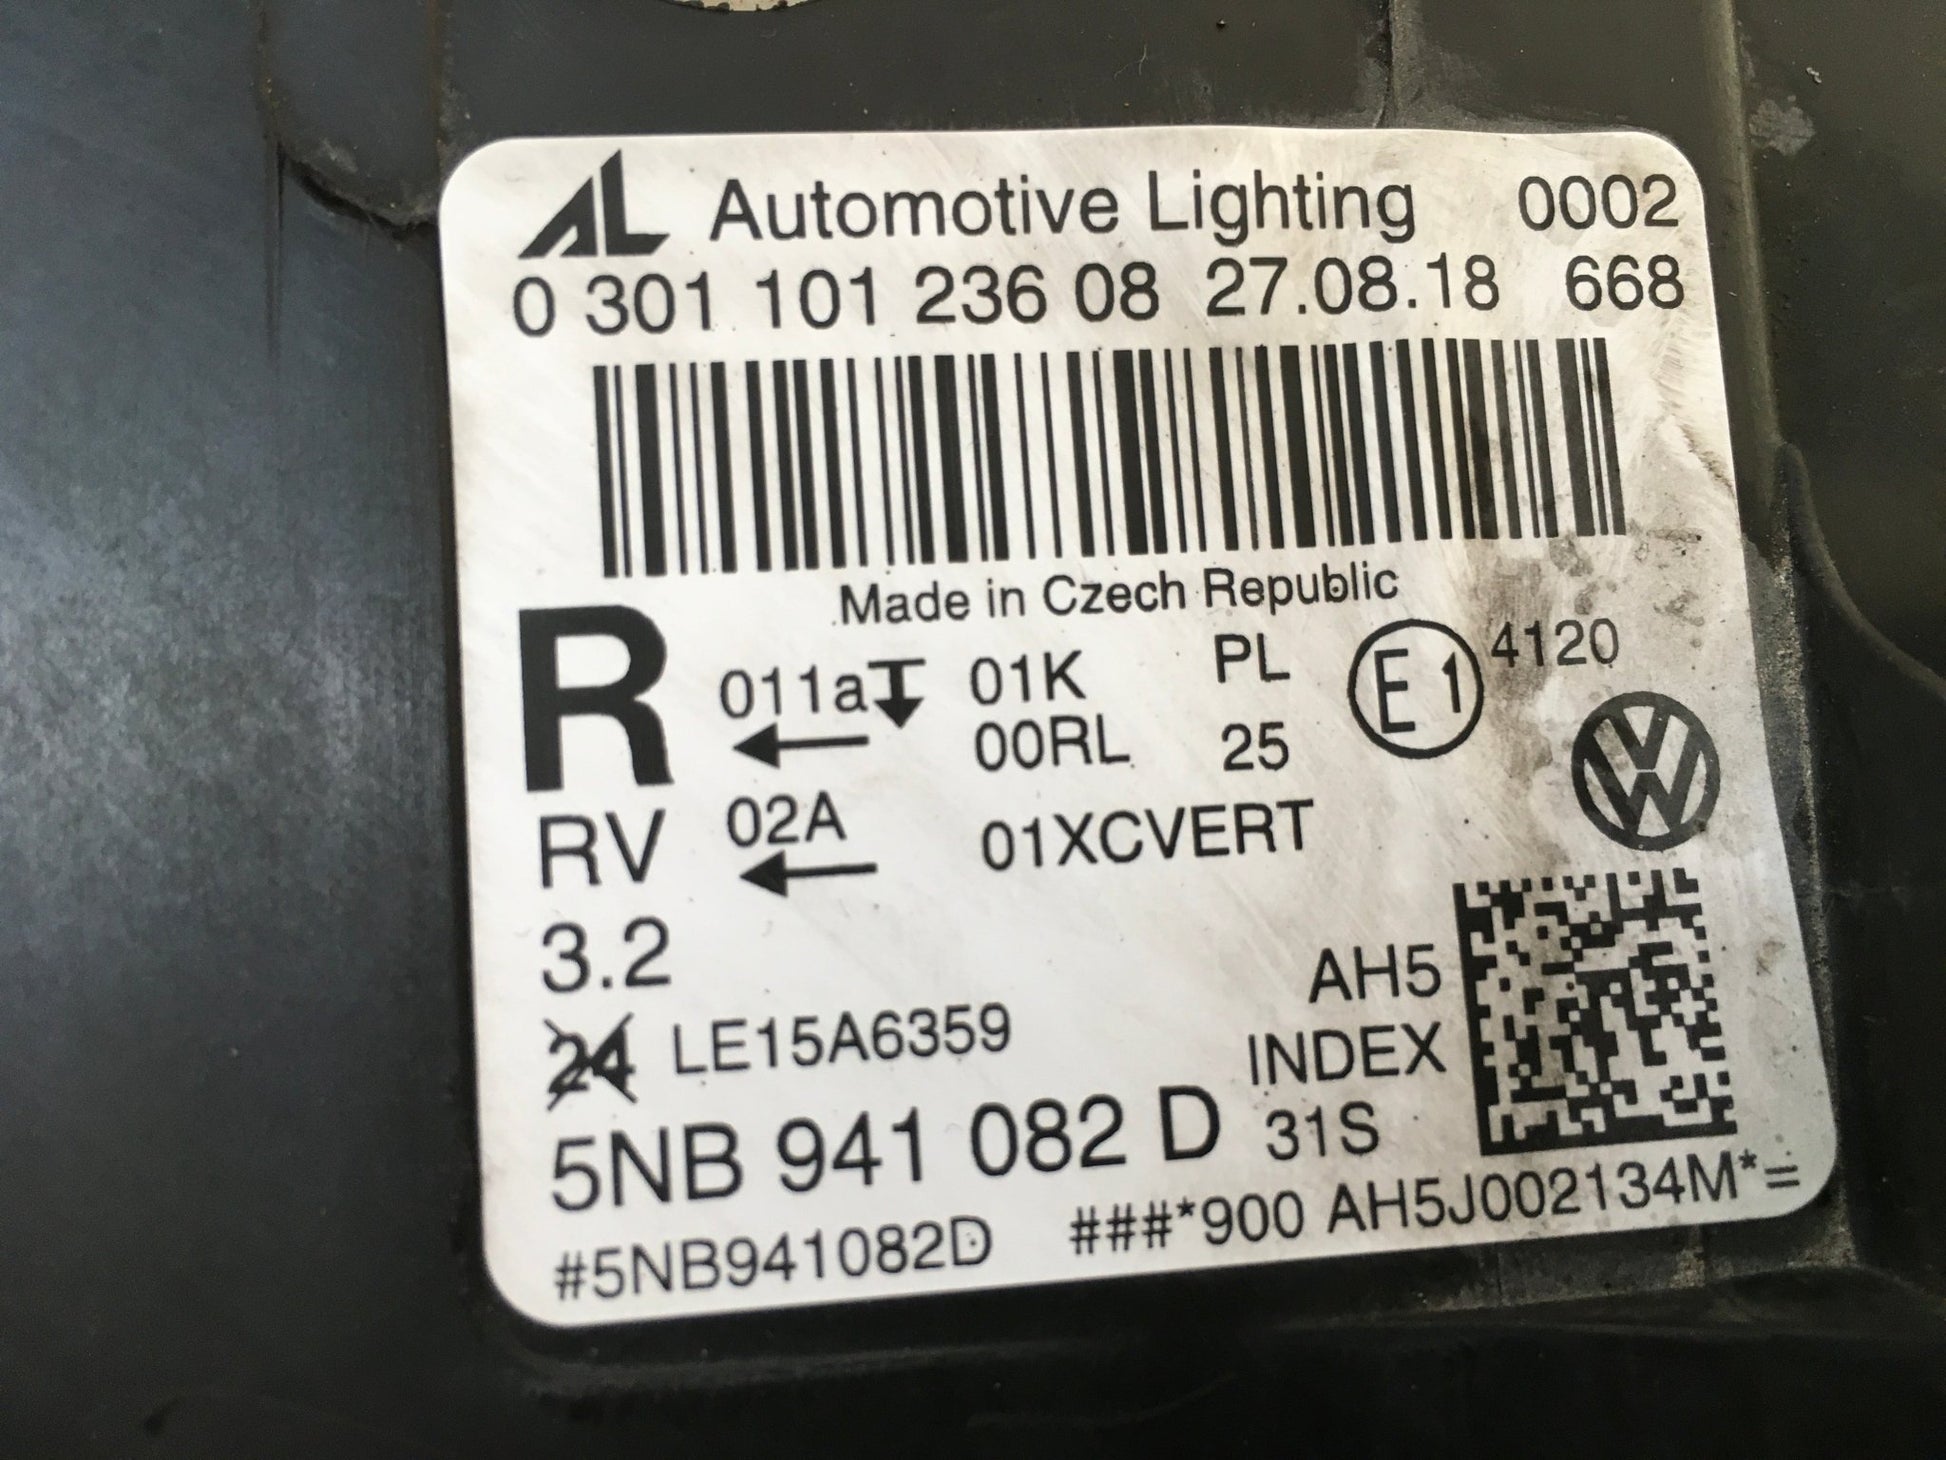 AL Automotive Lighting 0002
0 301 101 236 08 27.08.18 668
Made in Czech Republic
R 011a 01K PL E1 4120
00RL 25
RV 02A 01XCVERT
3.2
24 LE15A6359
AH5
INDEX
5NB 941 082 D 31S
#5NB941082D ###*900 AH5J002134M*=